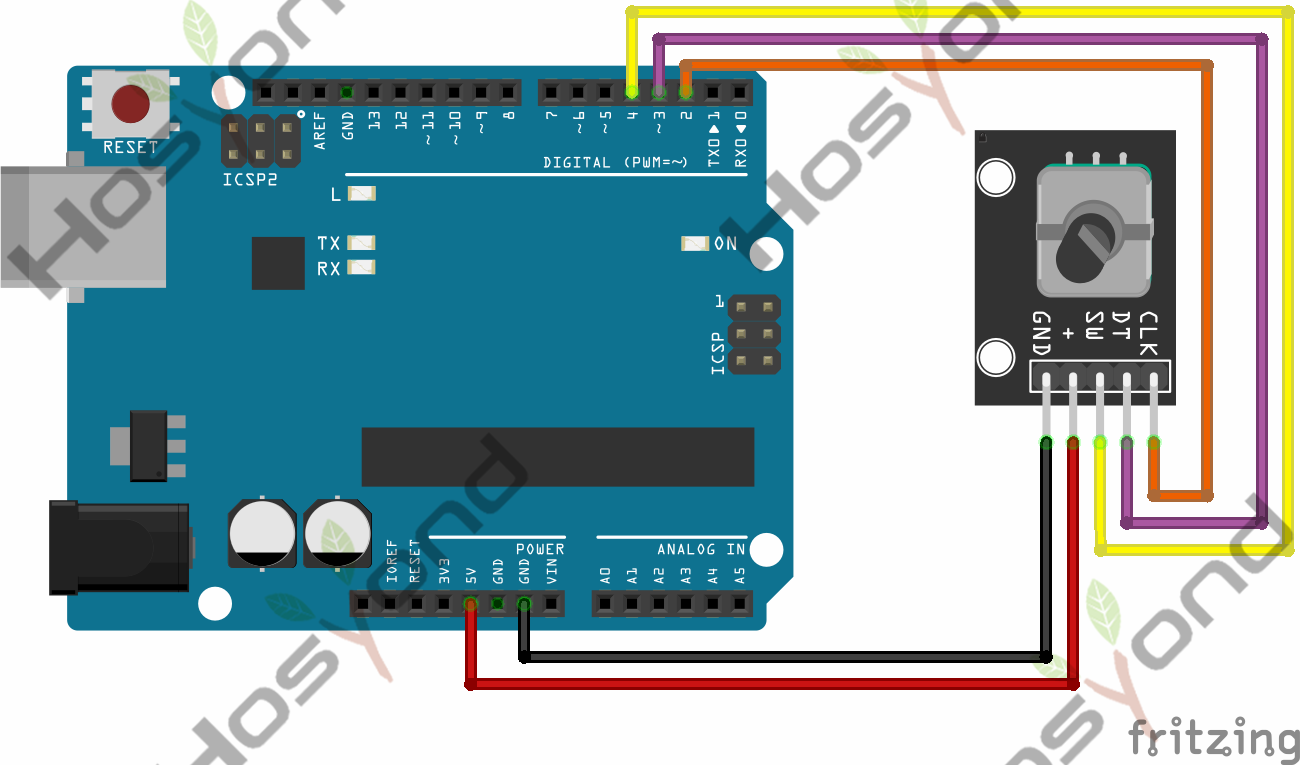 RESET
ICSP2
AREF
GND
13
12
~11
~10
~9
8
7
~6
~5
4
~3
2
TX0▶1
RX0◀0
DIGITAL (PWM=~)
L
TX
RX
ON
1
ICSP
GND
+
SW
DT
CLK
POWER
ANALOG IN
IOREF
RESET
3V3
5V
GND
GND
VIN
A0
A1
A2
A3
A4
A5
HosYond
HosYond
HosYond
HosYond
fritzing